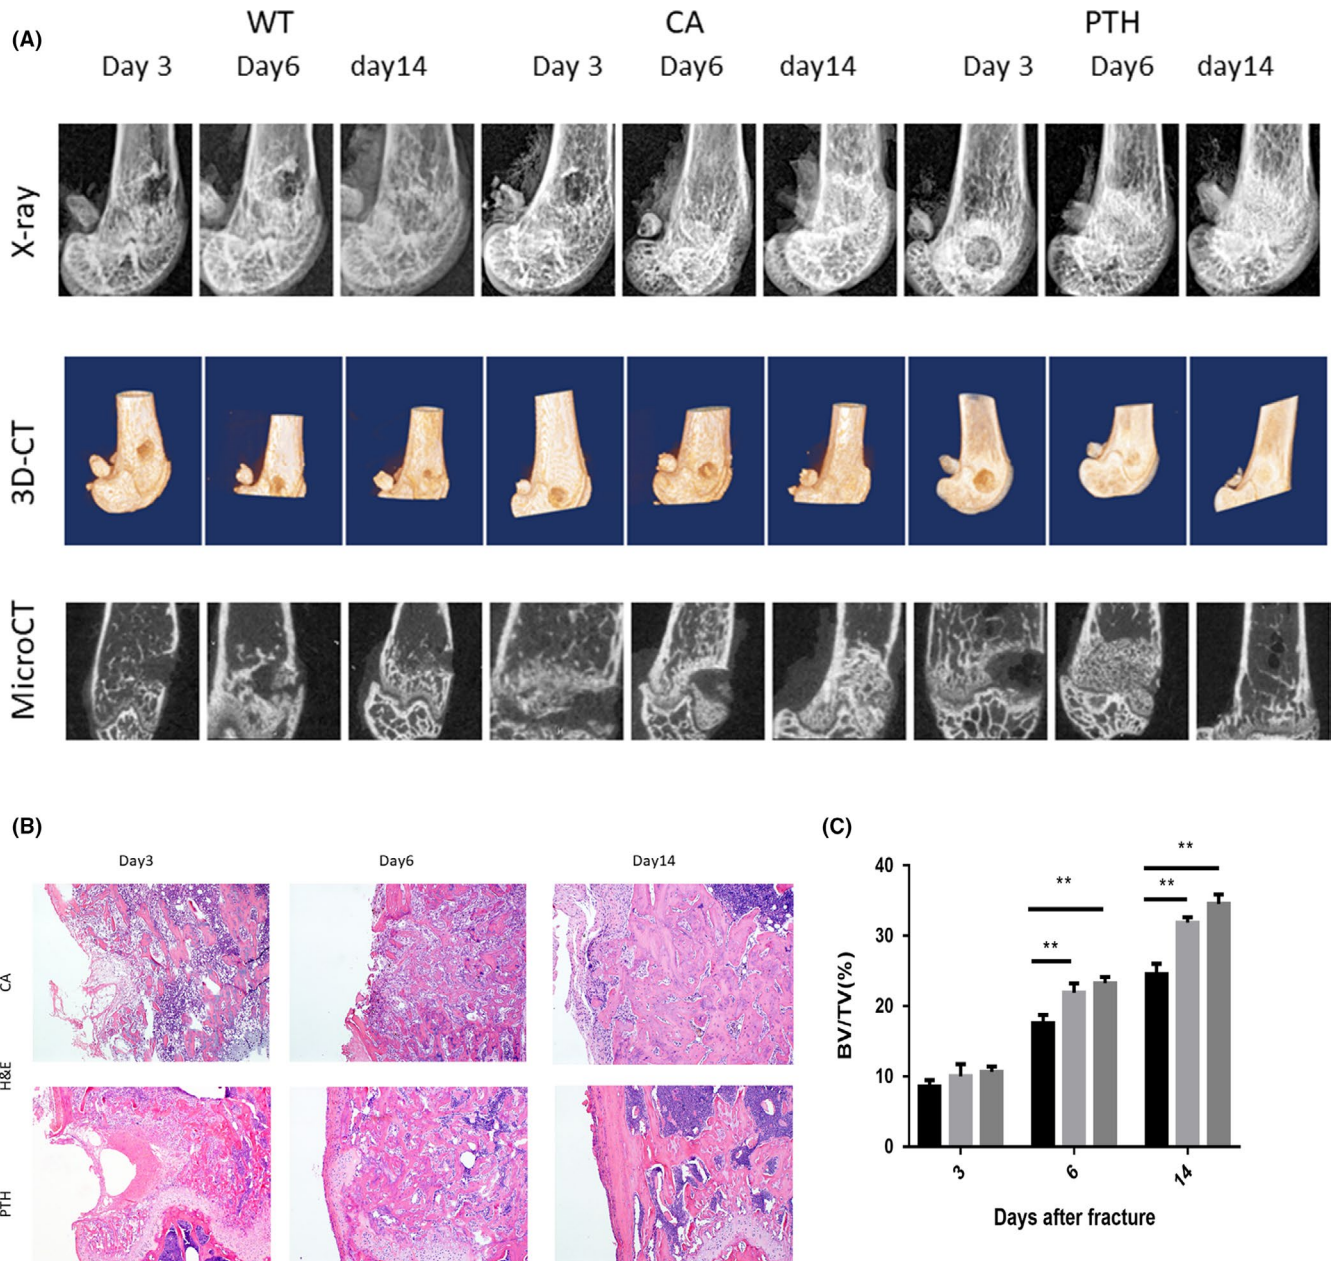 (A)
WT CA PTH
Day 3 Day6 day14 Day 3 Day6 day14 Day 3 Day6 day14
X-ray
3D-CT
MicroCT
(B)
Day3 Day6 Day14
CA
H&E
PTH
(C)
BV/TV(%)
40
30
20
10
0
** ** ** **
3 6 14
Days after fracture